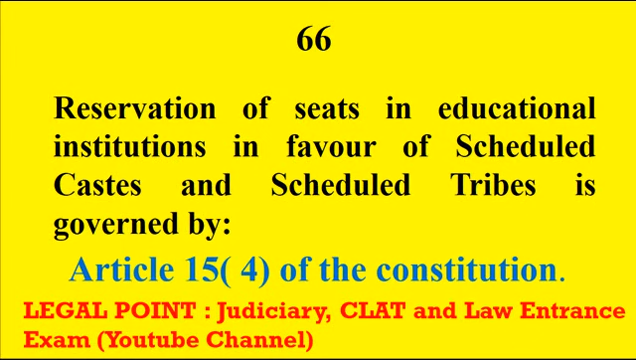 66
Reservation of seats in educational
institutions in favour of Scheduled
Castes and Scheduled Tribes is
governed by:
Article 15( 4) of the constitution.
LEGAL POINT : Judiciary, CLAT and Law Entrance
Exam (Youtube Channel)